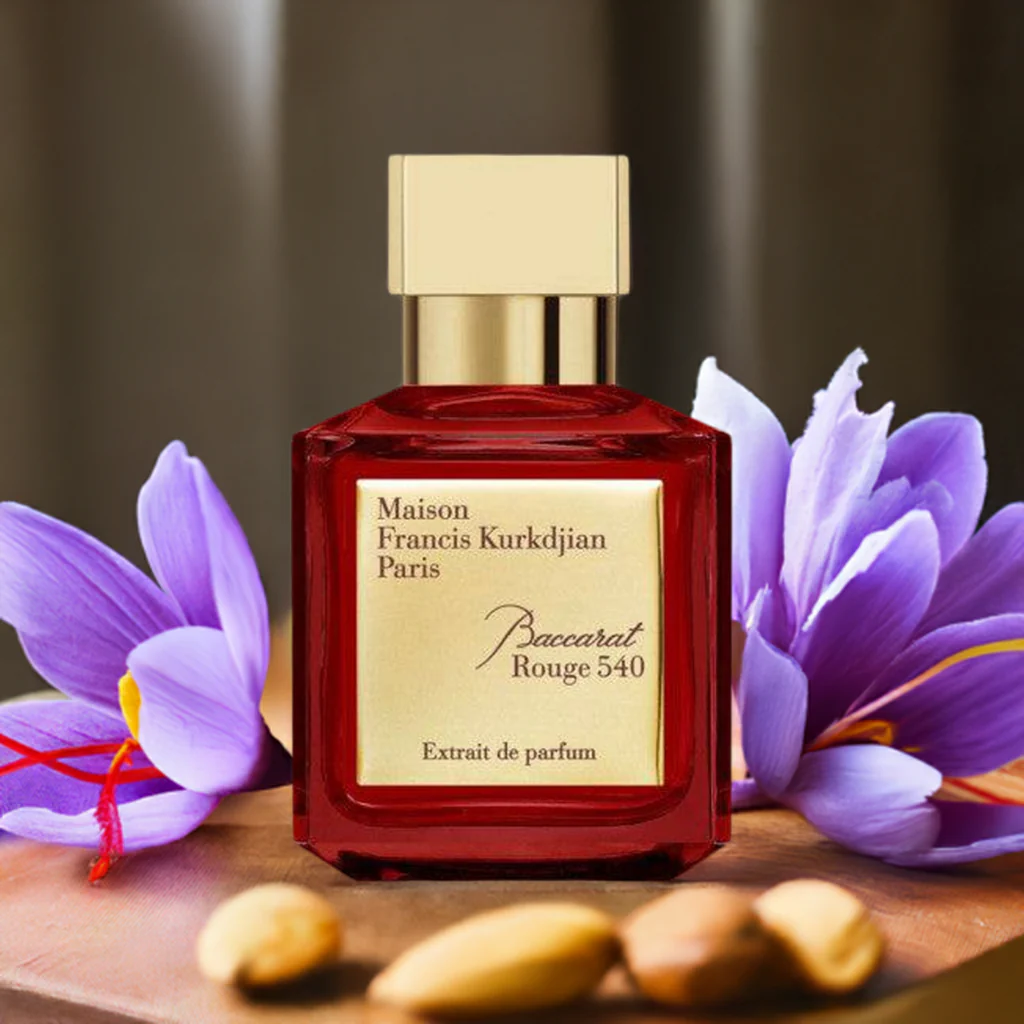 Maison
Francis Kurkdjian
Paris
Baccarat
Rouge 540
Extrait de parfum